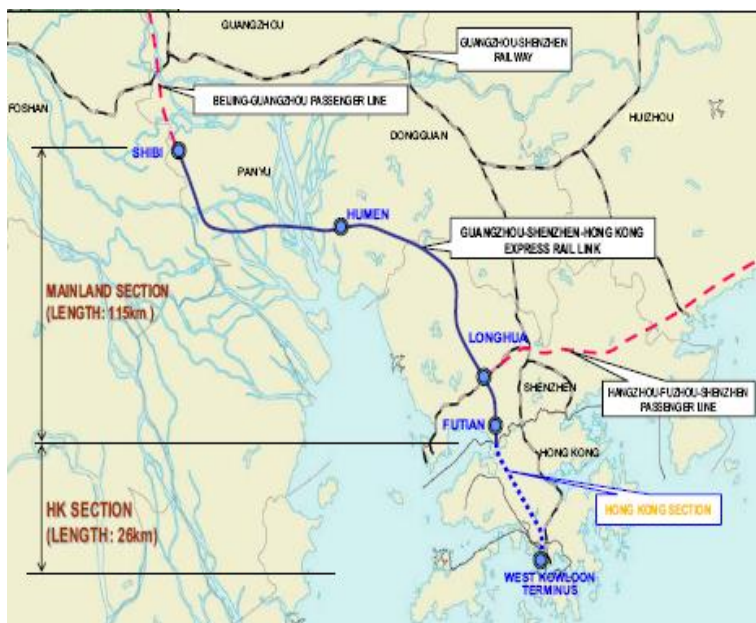 GUANGZHOU
GUANGZHOU-SHENZHEN
RAILWAY
BEIJING-GUANGZHOU PASSENGER LINE
FOSHAN
HUIZHOU
DONGGUAN
SHIBI
PANYU
HUMEN
GUANGZHOU-SHENZHEN-HONG KONG
EXPRESS RAIL LINK
MAINLAND SECTION
(LENGTH: 115km)
LONGHUA
SHENZHEN
HANGZHOU-FUZHOU-SHENZHEN
PASSENGER LINE
FUTIAN
HONG KONG
HK SECTION
(LENGTH: 26km)
HONG KONG SECTION
WEST KOWLOON
TERMINUS